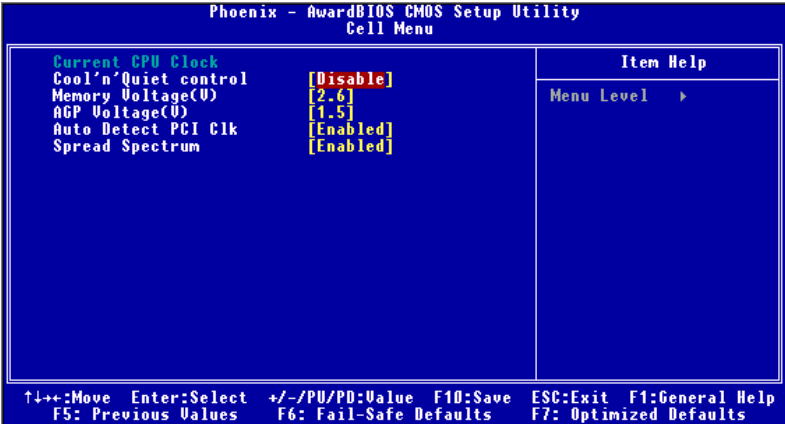 Phoenix - AwardBIOS CMOS Setup Utility
Cell Menu
Current CPU Clock
Cool'n'Quiet control [Disable]
Memory Voltage(V) [2.6]
AGP Voltage(V) [1.5]
Auto Detect PCI Clk [Enabled]
Spread Spectrum [Enabled]
Item Help
Menu Level ▸
↑↓→←:Move Enter:Select +/-/PU/PD:Value F10:Save ESC:Exit F1:General Help
F5: Previous Values F6: Fail-Safe Defaults F7: Optimized Defaults